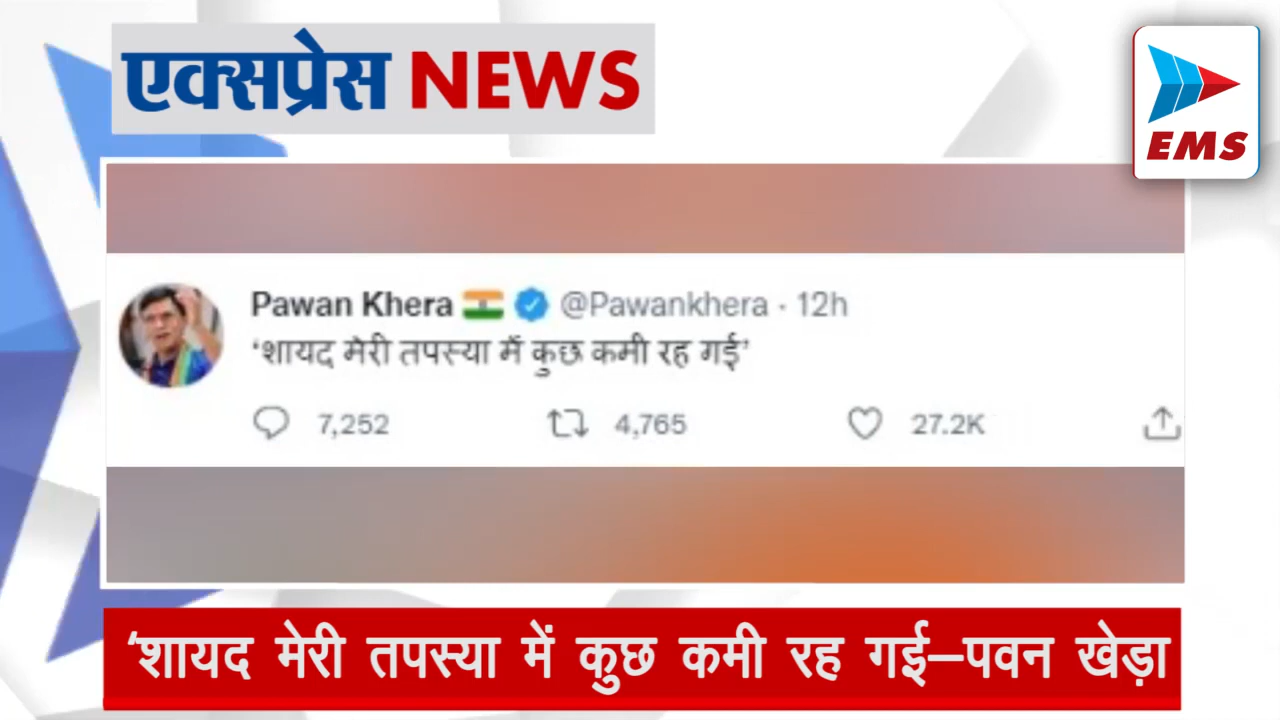 एक्सप्रेस NEWS
EMS
Pawan Khera @Pawankhera · 12h
‘शायद मेरी तपस्या में कुछ कमी रह गई’
7,252 4,765 27.2K
‘शायद मेरी तपस्या में कुछ कमी रह गई–पवन खेड़ा